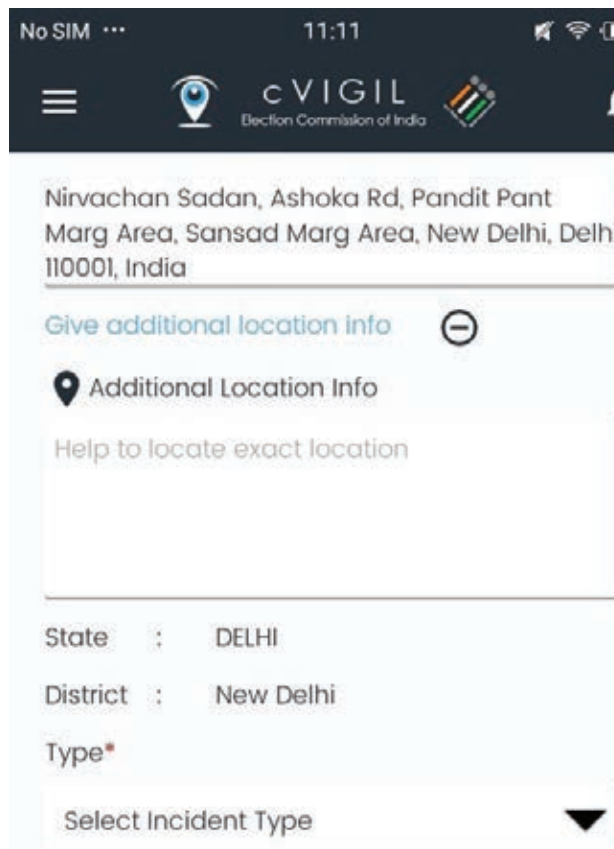 No SIM ··· 11:11
cVIGIL
Election Commission of India
Nirvachan Sadan, Ashoka Rd, Pandit Pant
Marg Area, Sansad Marg Area, New Delhi, Delh
110001, India
Give additional location info
Additional Location Info
Help to locate exact location
State : DELHI
District : New Delhi
Type*
Select Incident Type